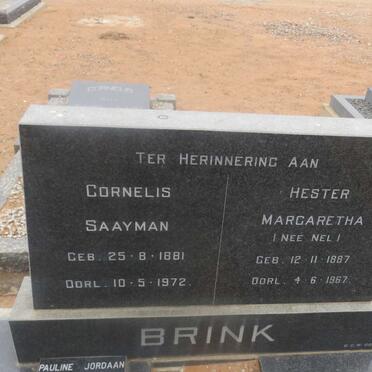 CORNELIS
TER HERINNERING AAN
CORNELIS
SAAYMAN
GEB. 25·8·1881
OORL. 10·5·1972.
HESTER
MARGARETHA
(NEE NEL)
GEB. 12·11·1887
OORL. 4·6·1967.
BRINK
PAULINE JORDAAN